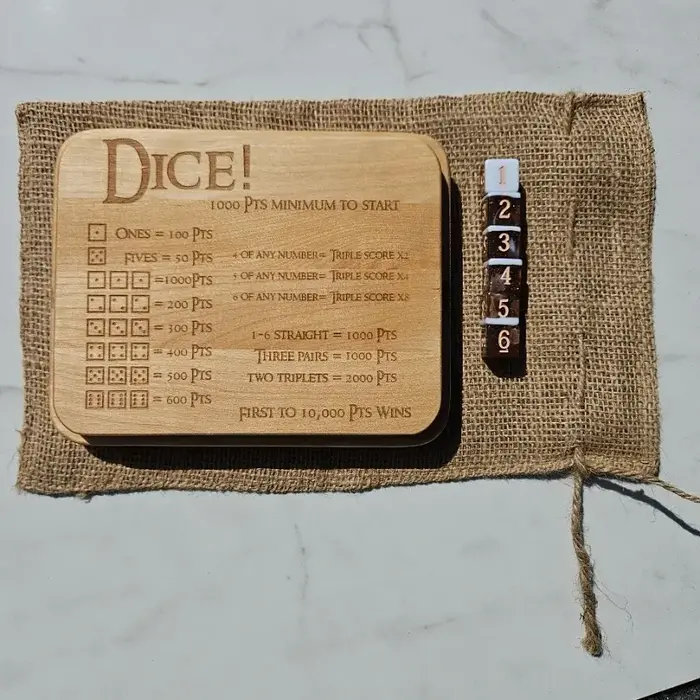 DICE!
1000 PTS MINIMUM TO START
ONES = 100 PTS
FIVES = 50 PTS
=1000PTS
= 200 PTS
= 300 PTS
= 400 PTS
= 500 PTS
= 600 PTS
4 OF ANY NUMBER= TRIPLE SCORE X2
5 OF ANY NUMBER= TRIPLE SCORE X4
6 OF ANY NUMBER= TRIPLE SCORE X8
1-6 STRAIGHT = 1000 PTS
THREE PAIRS = 1000 PTS
TWO TRIPLETS = 2000 PTS
FIRST TO 10,000 PTS WINS
1
2
3
4
5
6